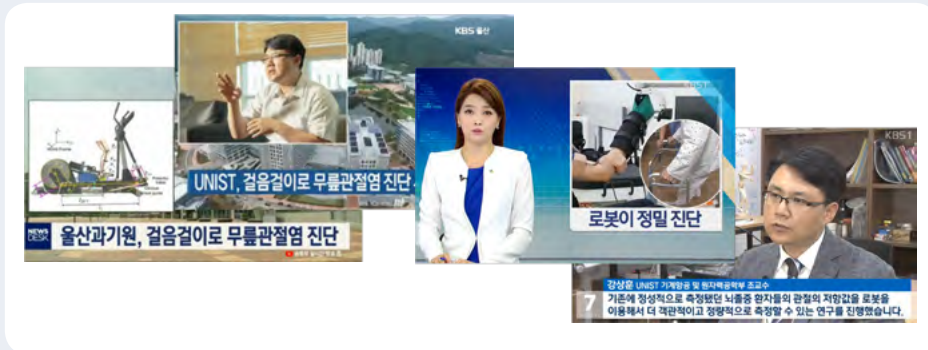 KBS 울산
UNIST, 걸음걸이로 무릎관절염 진단
NEWS
DESK
울산과기원, 걸음걸이로 무릎관절염 진단
로봇이 정밀 진단
KBS1
강상훈 UNIST 기계항공 및 원자력공학부 조교수
7
기존에 정성적으로 측정됐던 뇌졸중 환자들의 관절의 저항값을 로봇을
이용해서 더 객관적이고 정량적으로 측정할 수 있는 연구를 진행했습니다.